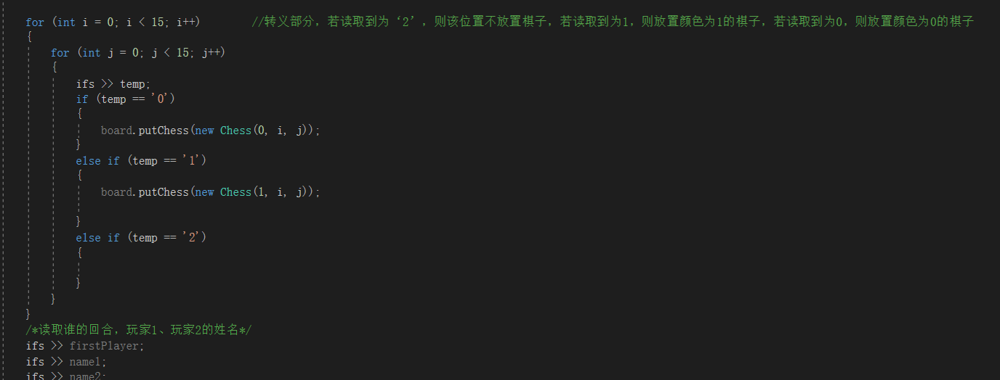 for (int i = 0; i < 15; i++) //转义部分，若读取到为‘2’，则该位置不放置棋子，若读取到为1，则放置颜色为1的棋子，若读取到为0，则放置颜色为0的棋子
{
for (int j = 0; j < 15; j++)
{
ifs >> temp;
if (temp == '0')
{
board.putChess(new Chess(0, i, j));
}
else if (temp == '1')
{
board.putChess(new Chess(1, i, j));
}
else if (temp == '2')
{
}
}
}
/*读取谁的回合，玩家1、玩家2的姓名*/
ifs >> firstPlayer;
ifs >> name1;
ifs >> name2;